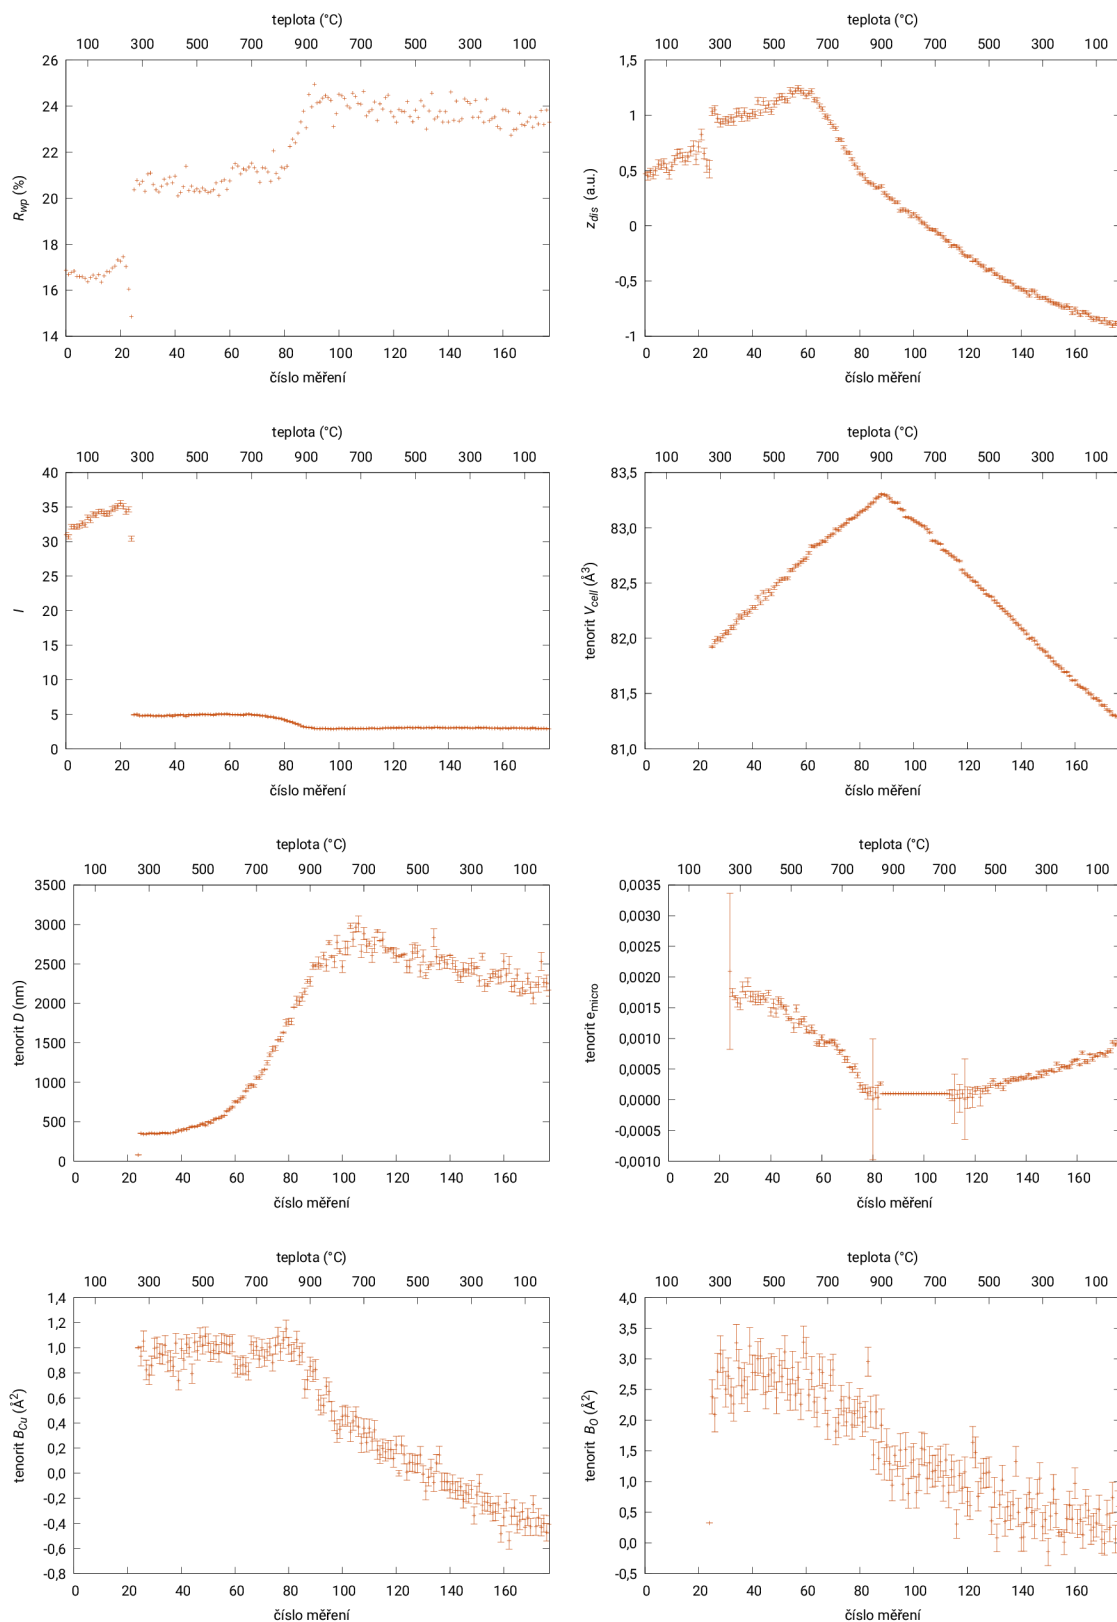 teplota (°C) teplota (°C)
100 300 500 700 900 700 500 300 100 100 300 500 700 900 700 500 300 100
26 1,5
24 1
22 0,5
20 0
18 -0,5
16 -1
14
R_wp (%) z_dis (a.u.)
0 20 40 60 80 100 120 140 160 0 20 40 60 80 100 120 140 160
číslo měření číslo měření
teplota (°C) teplota (°C)
100 300 500 700 900 700 500 300 100 100 300 500 700 900 700 500 300 100
40 83,5
35 83,0
30 82,5
25 82,0
20 81,5
15 81,0
10
5
0
I tenorit V_cell (Å³)
0 20 40 60 80 100 120 140 160 0 20 40 60 80 100 120 140 160
číslo měření číslo měření
teplota (°C) teplota (°C)
100 300 500 700 900 700 500 300 100 100 300 500 700 900 700 500 300 100
3500 0,0035
3000 0,0030
2500 0,0025
2000 0,0020
1500 0,0015
1000 0,0010
500 0,0005
0 0,0000
-0,0005
-0,0010
tenorit D (nm) tenorit e_micro
0 20 40 60 80 100 120 140 160 0 20 40 60 80 100 120 140 160
číslo měření číslo měření
teplota (°C) teplota (°C)
100 300 500 700 900 700 500 300 100 100 300 500 700 900 700 500 300 100
1,4 4,0
1,2 3,5
1,0 3,0
0,8 2,5
0,6 2,0
0,4 1,5
0,2 1,0
0,0 0,5
-0,2 0,0
-0,4 -0,5
-0,6
-0,8
tenorit B_Cu (Å²) tenorit B_O (Å²)
0 20 40 60 80 100 120 140 160 0 20 40 60 80 100 120 140 160
číslo měření číslo měření